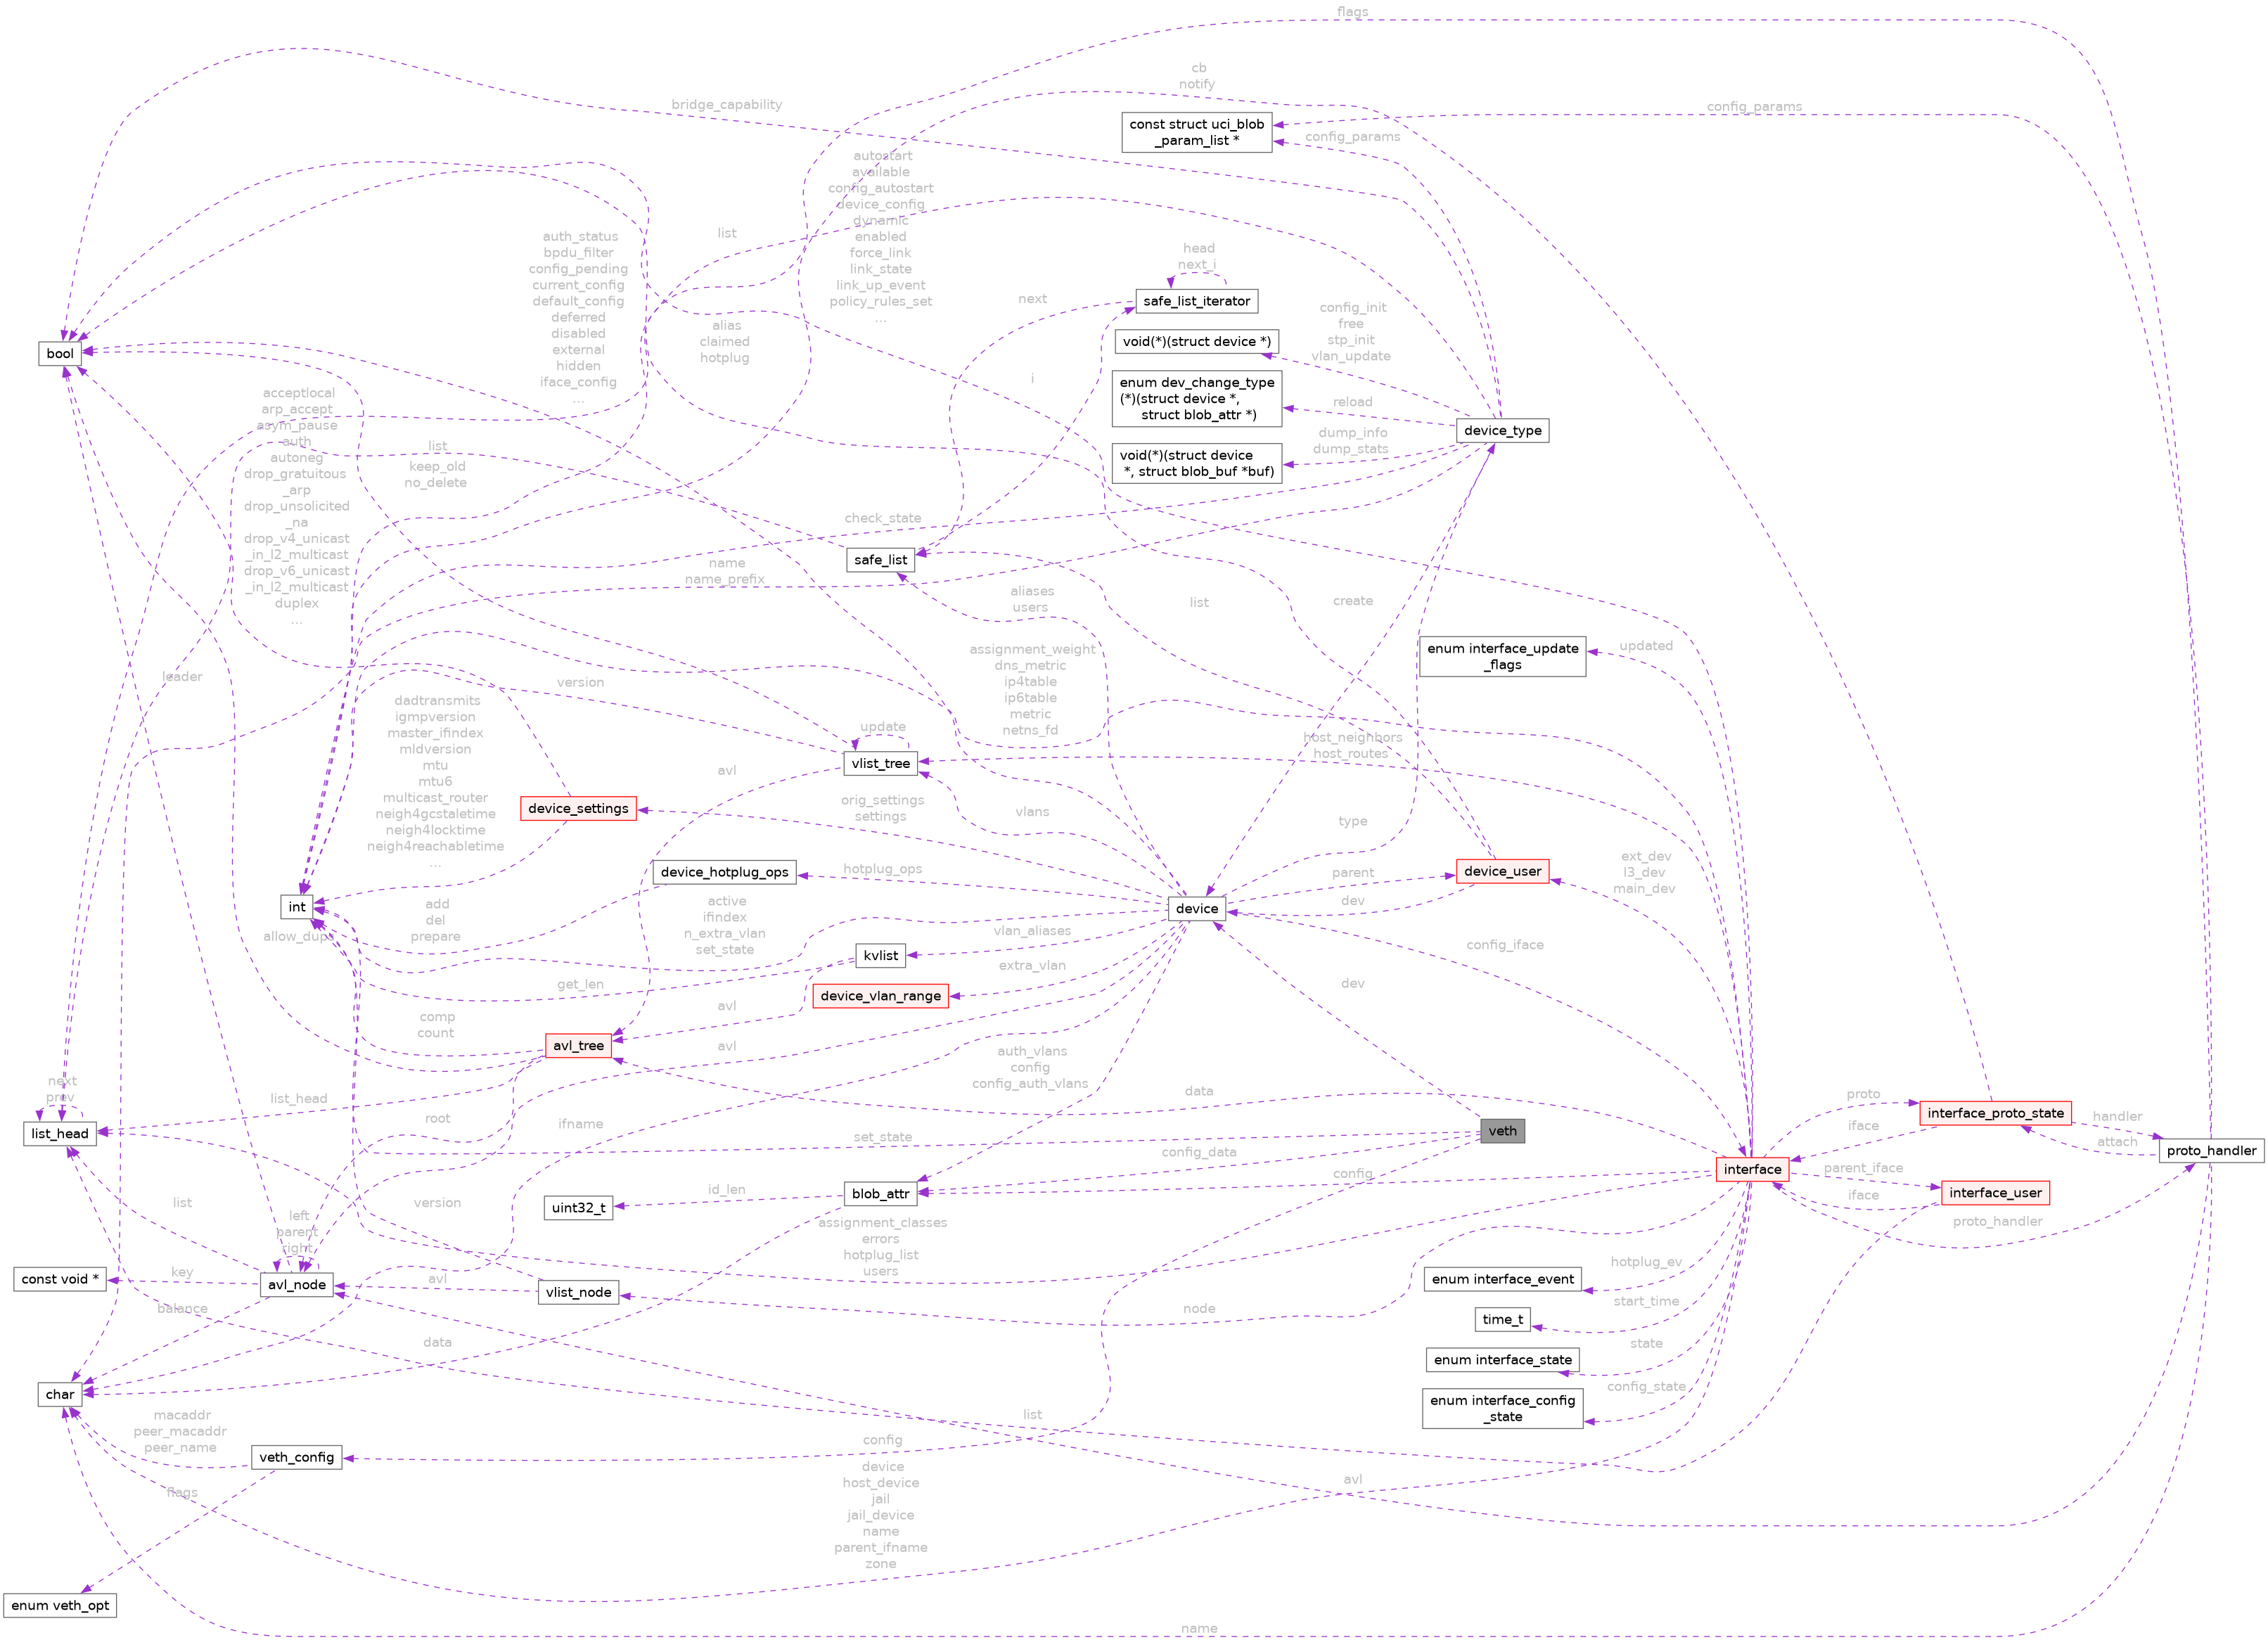 flags
cb
notify
bridge_capability
config_params
const struct uci_blob
_param_list *
config_params
autostart
available
config_autostart
device_config
dynamic
enabled
force_link
link_state
link_up_event
policy_rules_set
...
list
auth_status
bpdu_filter
config_pending
current_config
default_config
deferred
disabled
external
hidden
iface_config
...
head
next_i
safe_list_iterator
next
alias
claimed
hotplug
config_init
free
stp_init
vlan_update
void(*)(struct device *)
bool
i
enum dev_change_type
(*)(struct device *,
struct blob_attr *)
reload
device_type
void(*)(struct device
*, struct blob_buf *buf)
dump_info
dump_stats
acceptlocal
arp_accept
asym_pause
auth
autoneg
drop_gratuitous
_arp
drop_unsolicited
_na
drop_v4_unicast
_in_l2_multicast
drop_v6_unicast
_in_l2_multicast
duplex
...
list
keep_old
no_delete
check_state
safe_list
name
name_prefix
aliases
users
list
create
enum interface_update
_flags
updated
leader
version
dadtransmits
igmpversion
master_ifindex
mldversion
mtu
mtu6
multicast_router
neigh4gcstaletime
neigh4locktime
neigh4reachabletime
...
assignment_weight
dns_metric
ip4table
ip6table
metric
netns_fd
update
vlist_tree
host_neighbors
host_routes
avl
device_settings
orig_settings
settings
vlans
type
device_hotplug_ops
hotplug_ops
parent
device_user
ext_dev
l3_dev
main_dev
int
device
dev
add
del
prepare
active
ifindex
n_extra_vlan
set_state
allow_dups
vlan_aliases
kvlist
config_iface
get_len
extra_vlan
device_vlan_range
dev
avl
comp
count
avl_tree
avl
auth_vlans
config
config_auth_vlans
data
next
prev
list_head
list_head
root
ifname
set_state
veth
proto
interface_proto_state
handler
iface
attach
proto_handler
config_data
config
interface
parent_iface
interface_user
iface
proto_handler
blob_attr
id_len
uint32_t
list
left
parent
right
version
assignment_classes
errors
hotplug_list
users
const void *
key
avl_node
avl
vlist_node
node
enum interface_event
hotplug_ev
time_t
start_time
balance
data
enum interface_state
state
char
enum interface_config
_state
config_state
macaddr
peer_macaddr
peer_name
list
veth_config
config
device
host_device
jail
jail_device
name
parent_ifname
zone
avl
flags
enum veth_opt
name